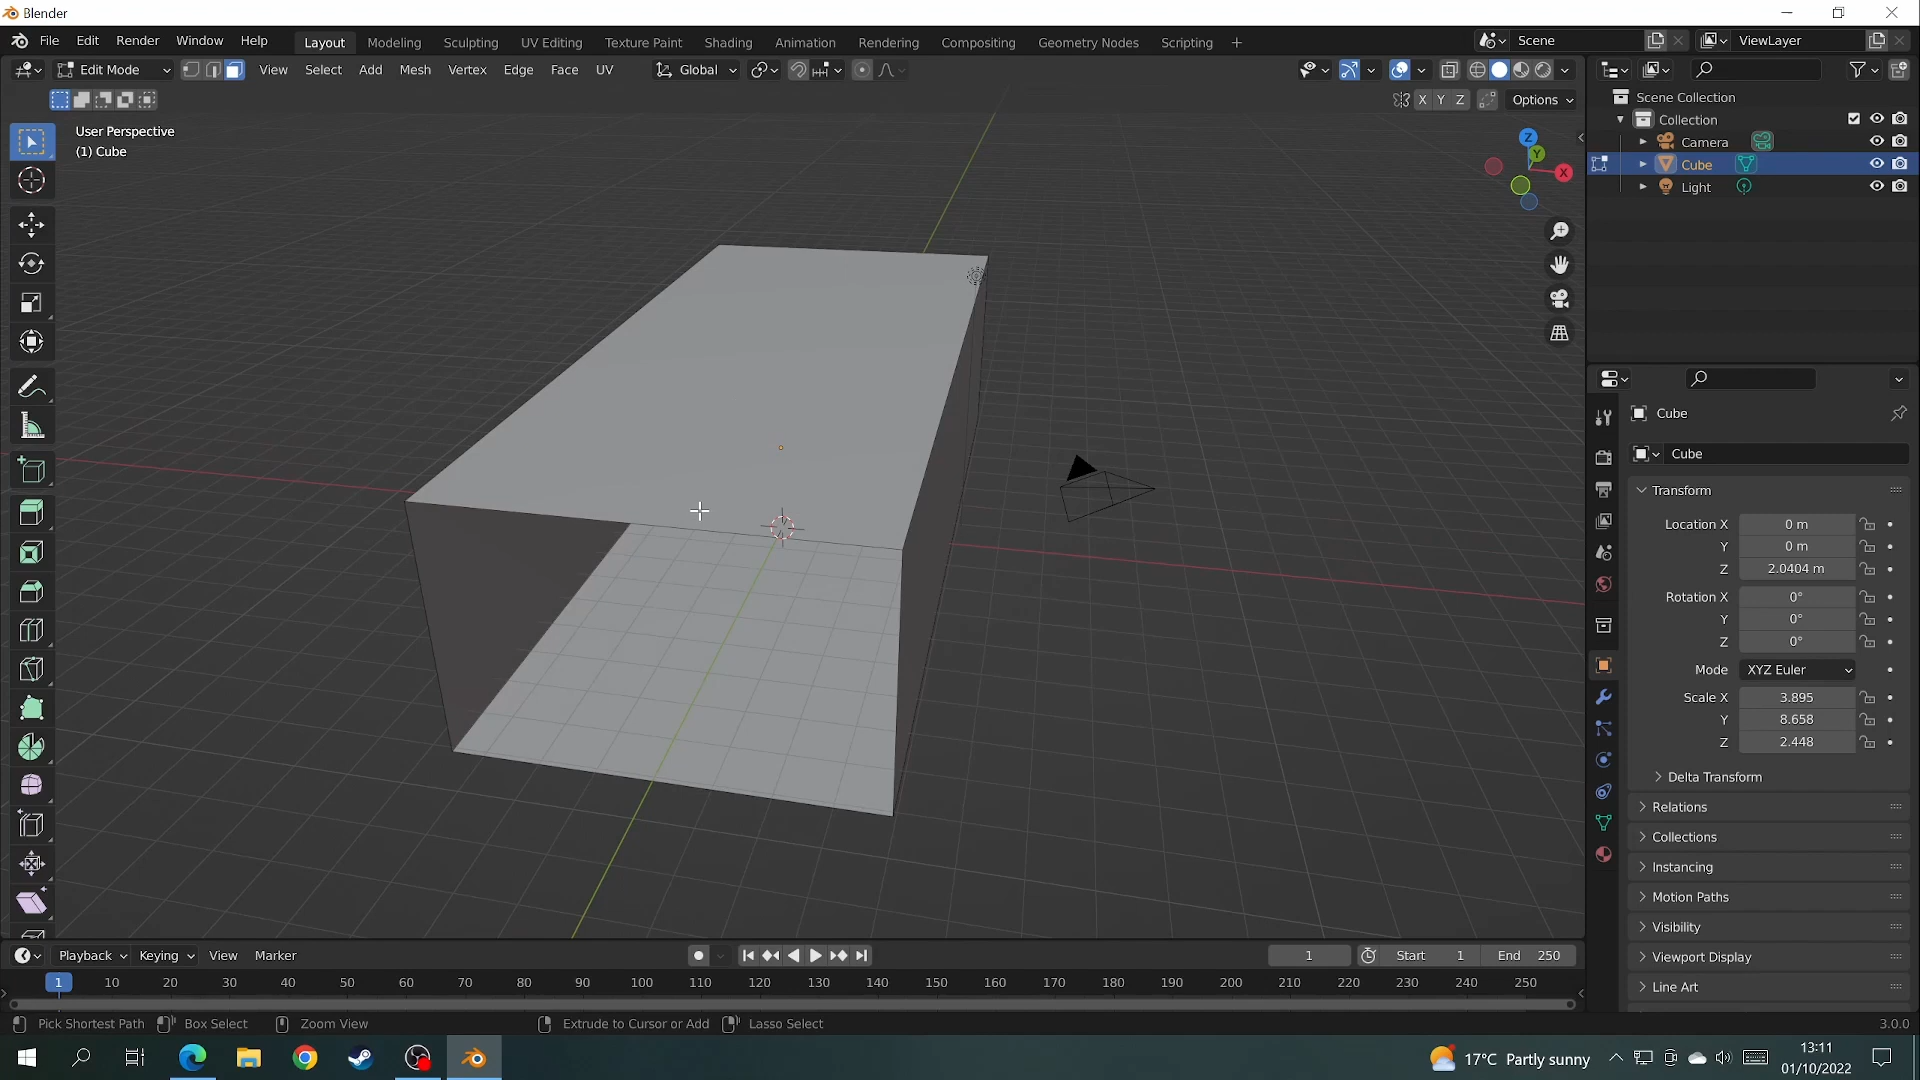 Blender
File Edit Render Window Help Layout Modeling Sculpting UV Editing Texture Paint Shading Animation Rendering Compositing Geometry Nodes Scripting + Scene ViewLayer
Edit Mode View Select Add Mesh Vertex Edge Face UV Global
X Y Z Options
User Perspective
(1) Cube
Z
Y
X
Scene Collection
Collection
Camera
Cube
Light
Cube
Cube
Transform
Location X 0 m
Y 0 m
Z 2.0404 m
Rotation X 0°
Y 0°
Z 0°
Mode XYZ Euler
Scale X 3.895
Y 8.658
Z 2.448
Delta Transform
Relations
Collections
Instancing
Motion Paths
Visibility
Viewport Display
Line Art
Playback Keying View Marker 1 Start 1 End 250
1 10 20 30 40 50 60 70 80 90 100 110 120 130 140 150 160 170 180 190 200 210 220 230 240 250
Pick Shortest Path Box Select Zoom View Extrude to Cursor or Add Lasso Select 3.0.0
17°C Partly sunny
13:11
01/10/2022